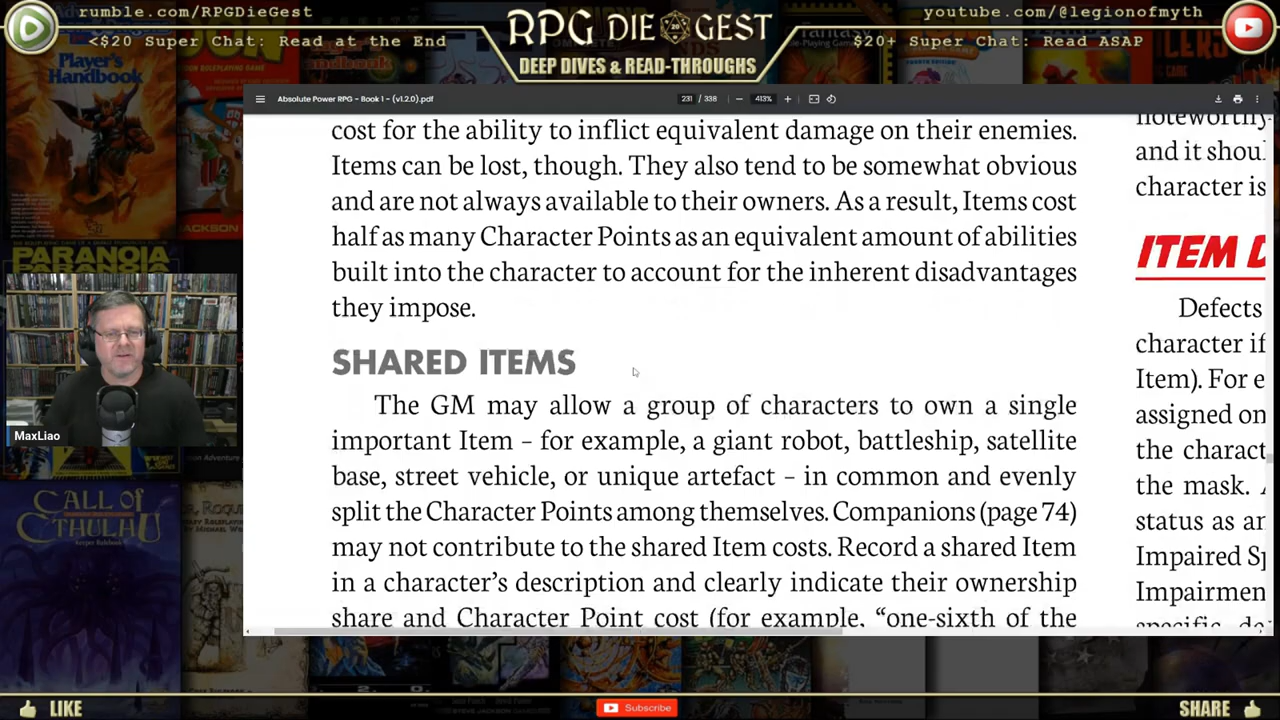 rumble.com/RPGDieGest
<$20 Super Chat: Read at the End
RPG DIE GEST
DEEP DIVES & READ-THROUGHS
youtube.com/@legionofmyth
$20+ Super Chat: Read ASAP
Player's
Handbook
PARANOIA
CALL OF
CTHULHU
MaxLiao
Absolute Power RPG - Book 1 - (v1.2.0).pdf
231 / 338
413%
cost for the ability to inflict equivalent damage on their enemies.
Items can be lost, though. They also tend to be somewhat obvious
and are not always available to their owners. As a result, Items cost
half as many Character Points as an equivalent amount of abilities
built into the character to account for the inherent disadvantages
they impose.
SHARED ITEMS
The GM may allow a group of characters to own a single
important Item – for example, a giant robot, battleship, satellite
base, street vehicle, or unique artefact – in common and evenly
split the Character Points among themselves. Companions (page 74)
may not contribute to the shared Item costs. Record a shared Item
in a character's description and clearly indicate their ownership
share and Character Point cost (for example, “one-sixth of the
noteworthy
and it shou
character is
ITEM D
Defects
character if
Item). For e
assigned on
the charact
the mask. A
status as an
Impaired Sp
Impairmen
specific de
LIKE
Subscribe
SHARE